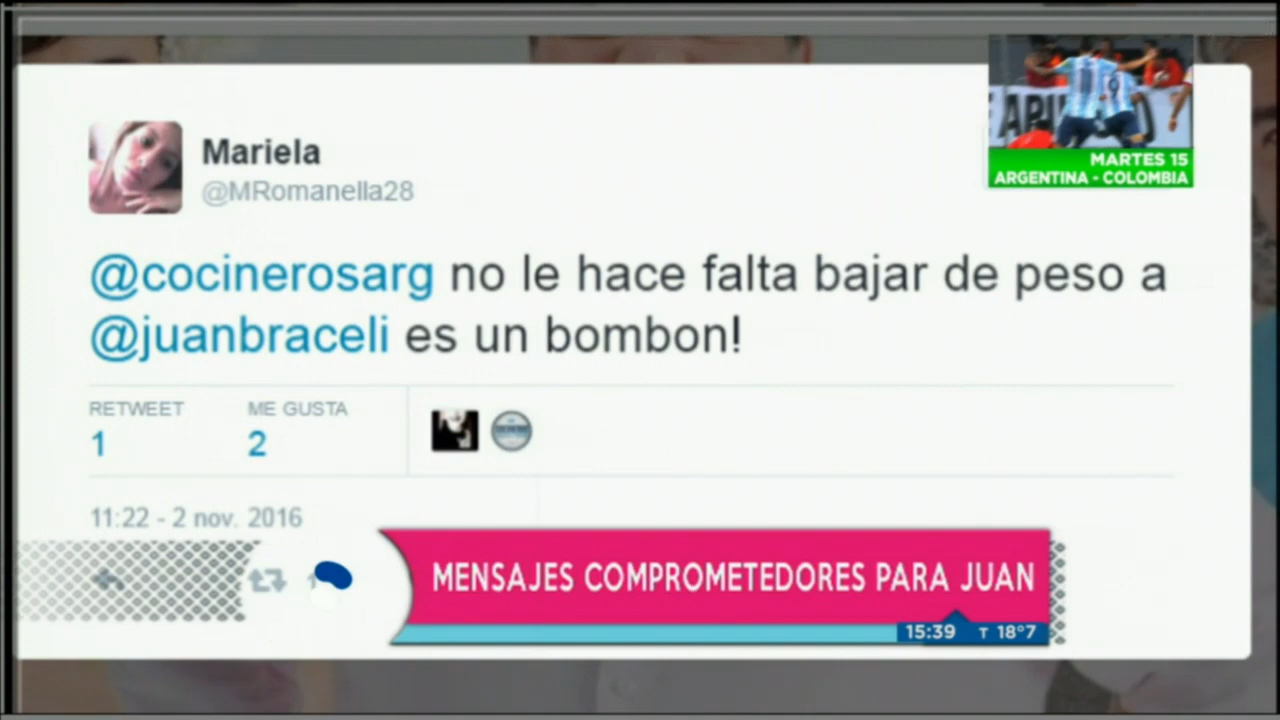 MARTES 15
ARGENTINA - COLOMBIA
Mariela
@MRomanella28
@cocinerosarg no le hace falta bajar de peso a
@juanbraceli es un bombon!
RETWEET
ME GUSTA
1
2
11:22 - 2 nov. 2016
MENSAJES COMPROMETEDORES PARA JUAN
15:39 T 18°7